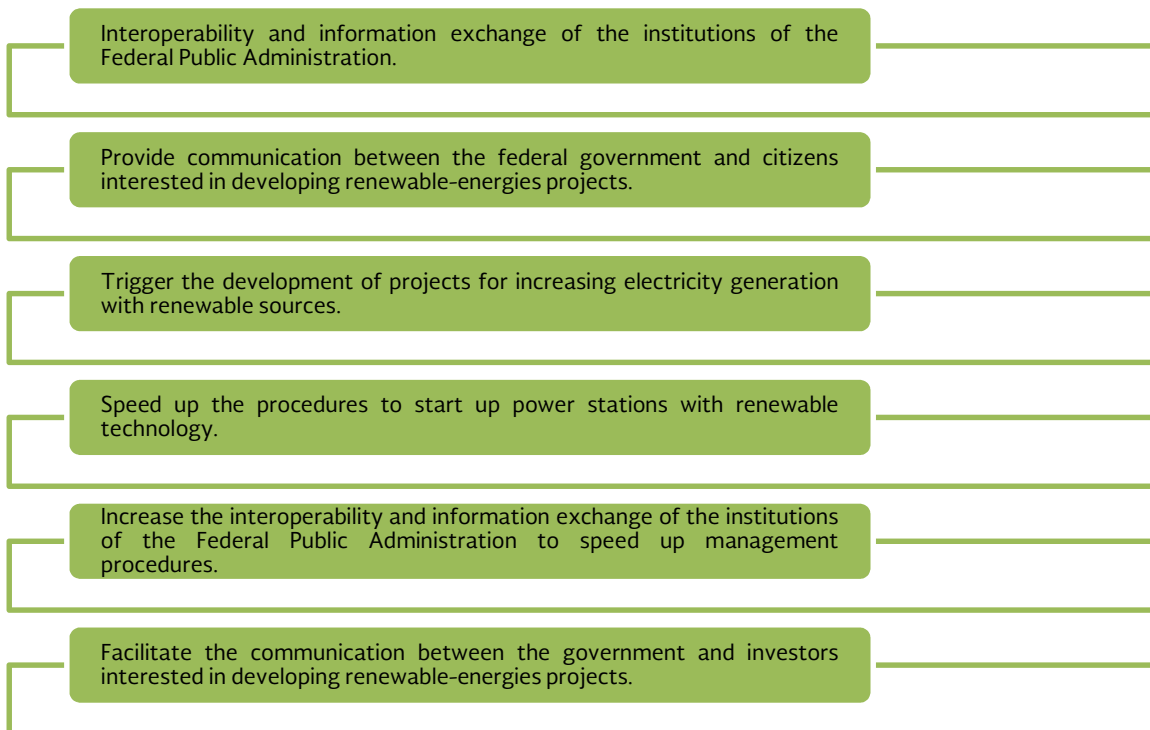 Interoperability and information exchange of the institutions of the
Federal Public Administration.
Provide communication between the federal government and citizens
interested in developing renewable-energies projects.
Trigger the development of projects for increasing electricity generation
with renewable sources.
Speed up the procedures to start up power stations with renewable
technology.
Increase the interoperability and information exchange of the institutions
of the Federal Public Administration to speed up management
procedures.
Facilitate the communication between the government and investors
interested in developing renewable-energies projects.